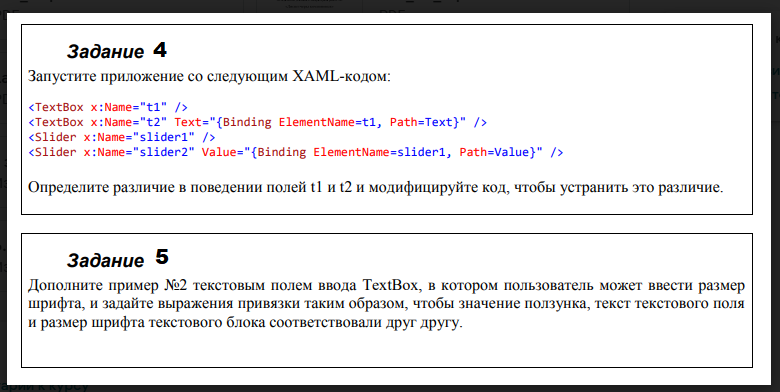 Задание 4
Запустите приложение со следующим XAML-кодом:
<TextBox x:Name="t1" />
<TextBox x:Name="t2" Text="{Binding ElementName=t1, Path=Text}" />
<Slider x:Name="slider1" />
<Slider x:Name="slider2" Value="{Binding ElementName=slider1, Path=Value}" />
Определите различие в поведении полей t1 и t2 и модифицируйте код, чтобы устранить это различие.
Задание 5
Дополните пример №2 текстовым полем ввода TextBox, в котором пользователь может ввести размер
шрифта, и задайте выражения привязки таким образом, чтобы значение ползунка, текст текстового поля
и размер шрифта текстового блока соответствовали друг другу.